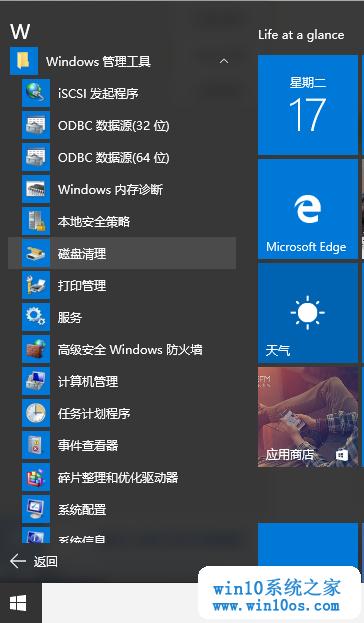 W
Windows 管理工具
iSCSI 发起程序
ODBC 数据源(32 位)
ODBC 数据源(64 位)
Windows 内存诊断
本地安全策略
磁盘清理
打印管理
服务
高级安全 Windows 防火墙
计算机管理
任务计划程序
事件查看器
碎片整理和优化驱动器
系统配置
系统信息
返回
Life at a glance
星期二
17
Microsoft Edge
天气
应用商店
win10系统之家
www.win10os.com